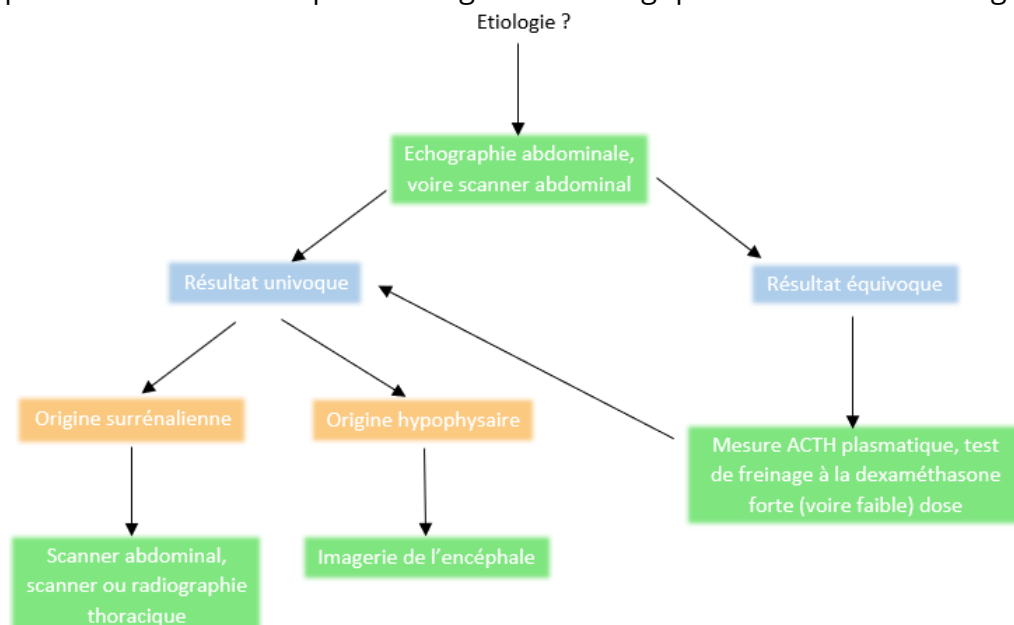 Etiologie ?
Echographie abdominale,
voire scanner abdominal
Résultat univoque
Résultat équivoque
Origine surrénalienne
Origine hypophysaire
Mesure ACTH plasmatique, test
de freinage à la dexaméthasone
forte (voire faible) dose
Scanner abdominal,
scanner ou radiographie
thoracique
Imagerie de l’encéphale